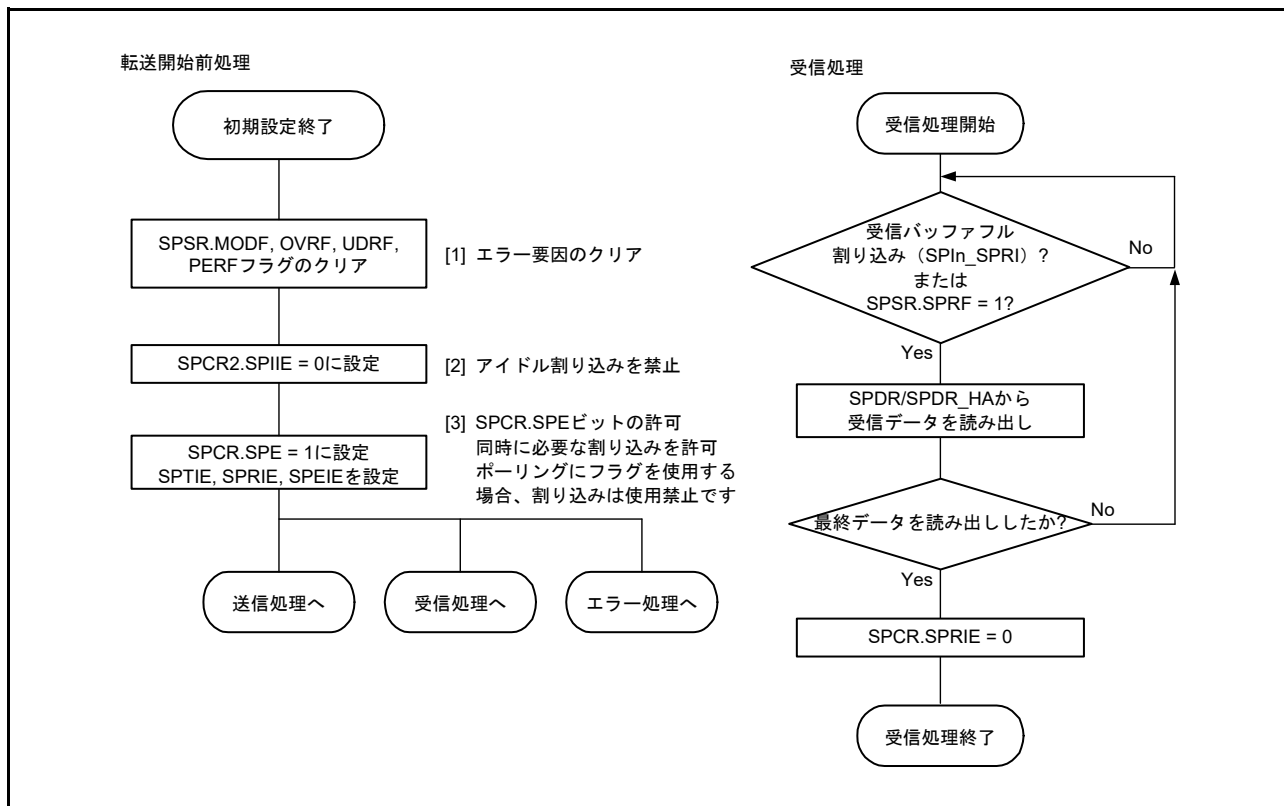 転送開始前処理
初期設定終了
SPSR.MODF, OVRF, UDRF,
PERFフラグのクリア
[1] エラー要因のクリア
SPCR2.SPIIE = 0に設定
[2] アイドル割り込みを禁止
SPCR.SPE = 1に設定
SPTIE, SPRIE, SPEIEを設定
[3] SPCR.SPEビットの許可
同時に必要な割り込みを許可
ポーリングにフラグを使用する
場合、割り込みは使用禁止です
送信処理へ
受信処理へ
エラー処理へ
受信処理
受信処理開始
受信バッファフル
割り込み（SPIn_SPRI）?
または
SPSR.SPRF = 1?
No
Yes
SPDR/SPDR_HAから
受信データを読み出し
最終データを読み出ししたか?
No
Yes
SPCR.SPRIE = 0
受信処理終了